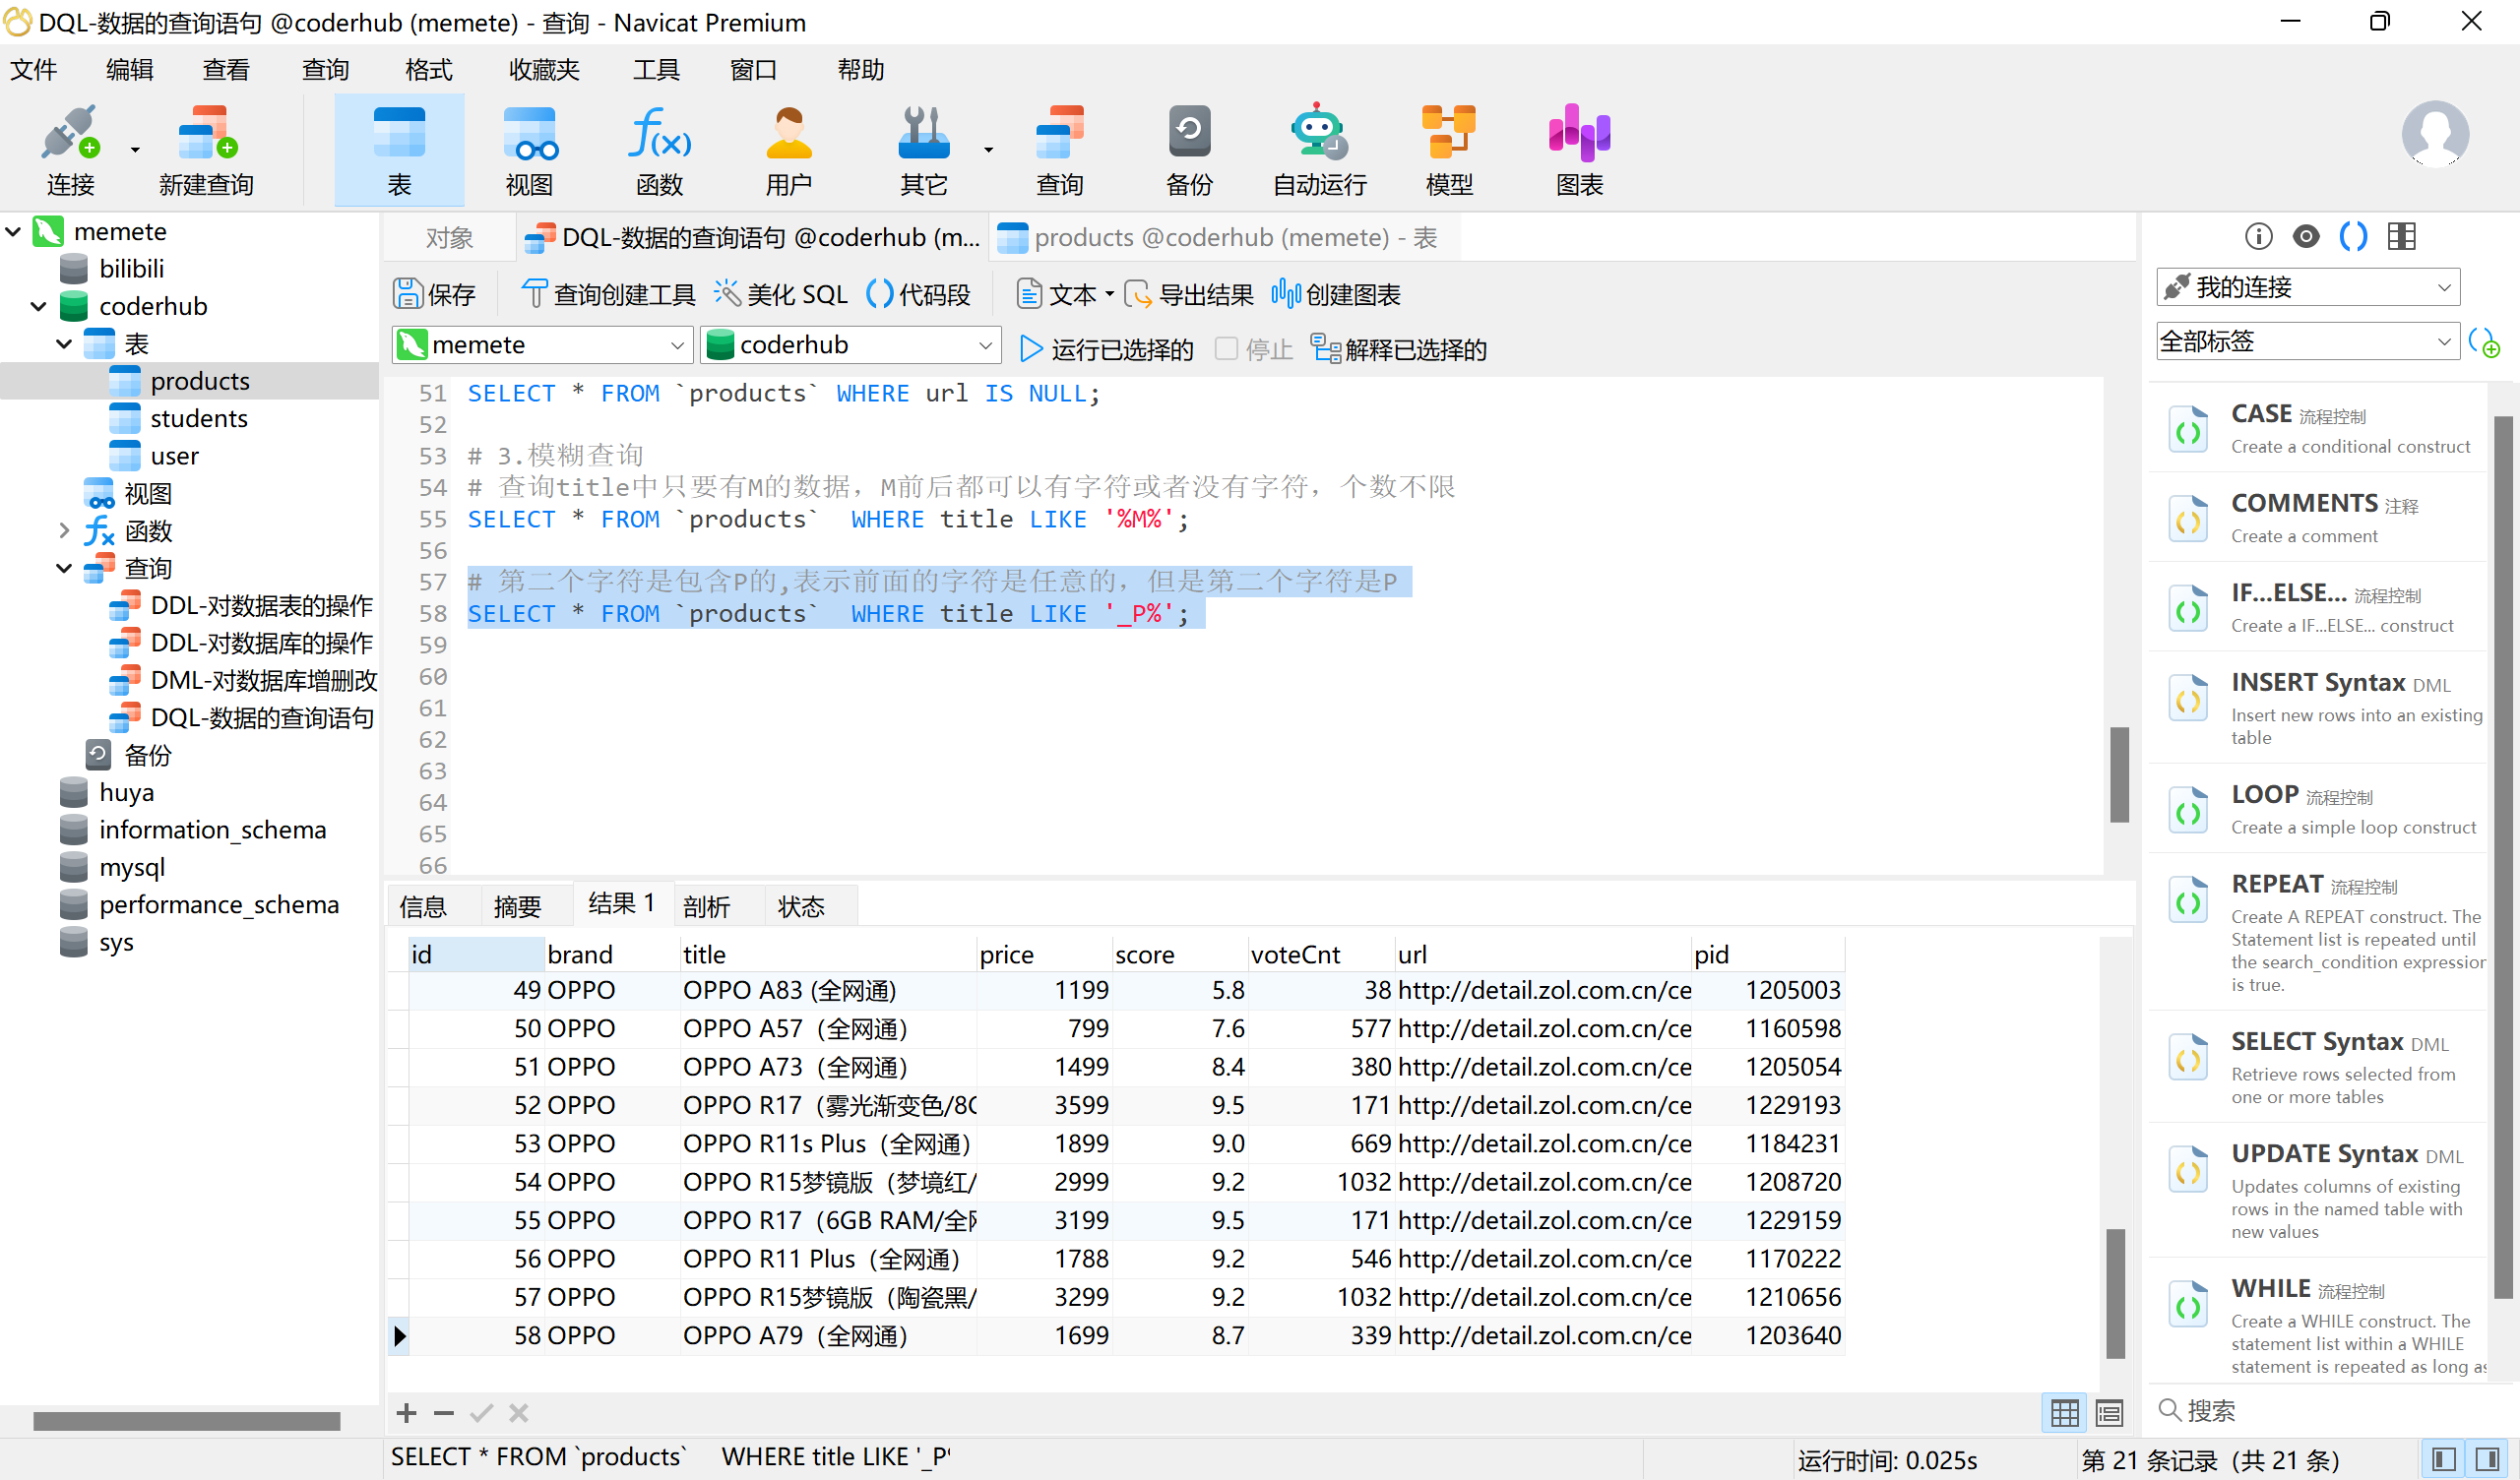 DQL-数据的查询语句 @coderhub (memete) - 查询 - Navicat Premium
文件 编辑 查看 查询 格式 收藏夹 工具 窗口 帮助
连接 新建查询 表 视图 函数 用户 其它 查询 备份 自动运行 模型 图表
memete
bilibili
coderhub
表
products
students
user
视图
函数
查询
DDL-对数据表的操作
DDL-对数据库的操作
DML-对数据库增删改
DQL-数据的查询语句
备份
huya
information_schema
mysql
performance_schema
sys
对象 DQL-数据的查询语句 @coderhub (m... products @coderhub (memete) - 表
保存 查询创建工具 美化 SQL 代码段 文本 导出结果 创建图表
memete coderhub 运行已选择的 停止 解释已选择的
51 SELECT * FROM `products` WHERE url IS NULL;
52
53 # 3.模糊查询
54 # 查询title中只要有M的数据，M前后都可以有字符或者没有字符，个数不限
55 SELECT * FROM `products`  WHERE title LIKE '%M%';
56
57 # 第二个字符是包含P的,表示前面的字符是任意的，但是第二个字符是P
58 SELECT * FROM `products`  WHERE title LIKE '_P%';
59
60
61
62
63
64
65
66
信息 摘要 结果 1 剖析 状态
id brand title price score voteCnt url pid
49 OPPO OPPO A83 (全网通) 1199 5.8 38 http://detail.zol.com.cn/ce 1205003
50 OPPO OPPO A57（全网通） 799 7.6 577 http://detail.zol.com.cn/ce 1160598
51 OPPO OPPO A73（全网通） 1499 8.4 380 http://detail.zol.com.cn/ce 1205054
52 OPPO OPPO R17（雾光渐变色/8G 3599 9.5 171 http://detail.zol.com.cn/ce 1229193
53 OPPO OPPO R11s Plus（全网通） 1899 9.0 669 http://detail.zol.com.cn/ce 1184231
54 OPPO OPPO R15梦镜版（梦境红/ 2999 9.2 1032 http://detail.zol.com.cn/ce 1208720
55 OPPO OPPO R17（6GB RAM/全网 3199 9.5 171 http://detail.zol.com.cn/ce 1229159
56 OPPO OPPO R11 Plus（全网通） 1788 9.2 546 http://detail.zol.com.cn/ce 1170222
57 OPPO OPPO R15梦镜版（陶瓷黑/ 3299 9.2 1032 http://detail.zol.com.cn/ce 1210656
58 OPPO OPPO A79（全网通） 1699 8.7 339 http://detail.zol.com.cn/ce 1203640
SELECT * FROM `products`  WHERE title LIKE '_P'
运行时间: 0.025s
第 21 条记录（共 21 条）
我的连接
全部标签
CASE 流程控制
Create a conditional construct
COMMENTS 注释
Create a comment
IF...ELSE... 流程控制
Create a IF...ELSE... construct
INSERT Syntax DML
Insert new rows into an existing
table
LOOP 流程控制
Create a simple loop construct
REPEAT 流程控制
Create A REPEAT construct. The
Statement list is repeated until
the search_condition expression
is true.
SELECT Syntax DML
Retrieve rows selected from
one or more tables
UPDATE Syntax DML
Updates columns of existing
rows in the named table with
new values
WHILE 流程控制
Create a WHILE construct. The
statement list within a WHILE
statement is repeated as long as
搜索